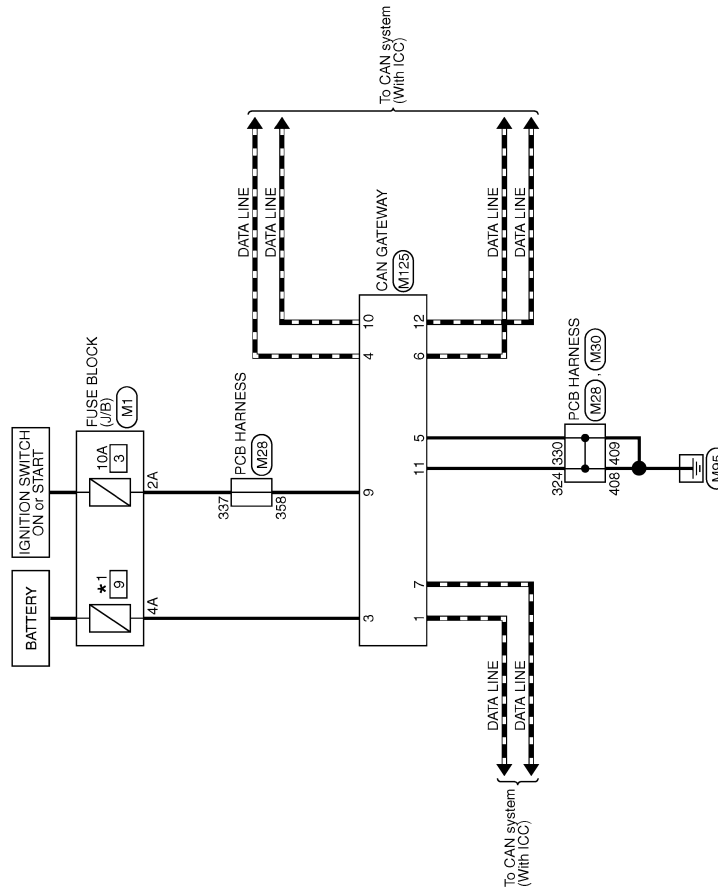 BATTERY
IGNITION SWITCH
ON or START
*1
9
10A
3
FUSE BLOCK
(J/B)
M1
4A
2A
337
358
PCB HARNESS
M28
DATA LINE
DATA LINE
To CAN system
(With ICC)
3
9
4
10
CAN GATEWAY
M125
1
7
11
5
6
12
DATA LINE
DATA LINE
DATA LINE
DATA LINE
To CAN system
(With ICC)
324
330
408
409
PCB HARNESS
M28 , M30
M95